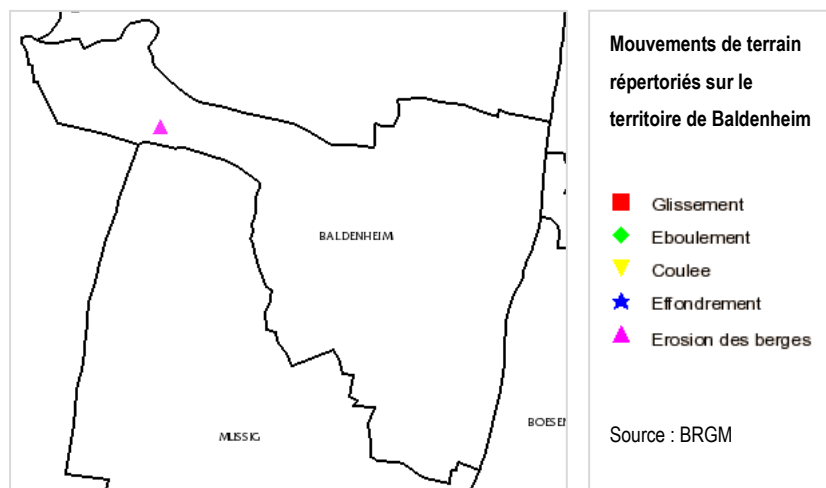 BALDENHEIM
MUSSIG
BOESEN
Mouvements de terrain
répertoriés sur le
territoire de Baldenheim
Glissement
Eboulement
Coulee
Effondrement
Erosion des berges
Source : BRGM